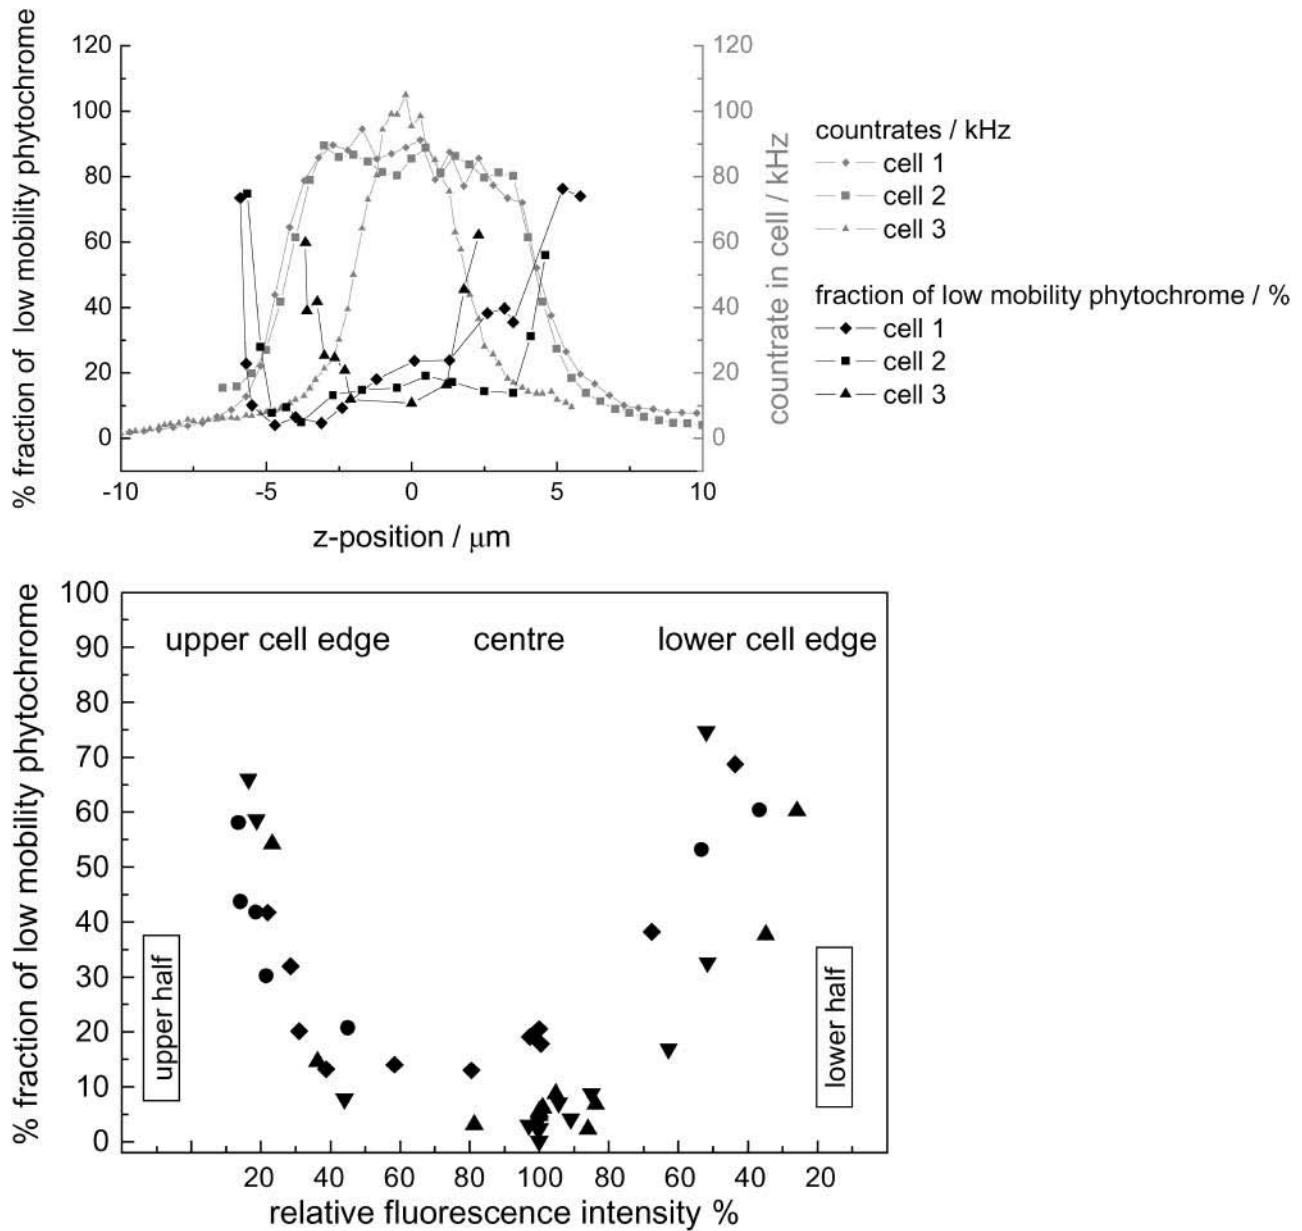 % fraction of low mobility phytochrome
120
100
80
60
40
20
0
-10
-5
0
5
10
z-position / μm
120
100
80
60
40
20
0
countrate in cell / kHz
countrates / kHz
cell 1
cell 2
cell 3
fraction of low mobility phytochrome / %
cell 1
cell 2
cell 3
% fraction of low mobility phytochrome
100
90
80
70
60
50
40
30
20
10
0
upper cell edge
centre
lower cell edge
upper half
lower half
20
40
60
80
100
80
60
40
20
relative fluorescence intensity %